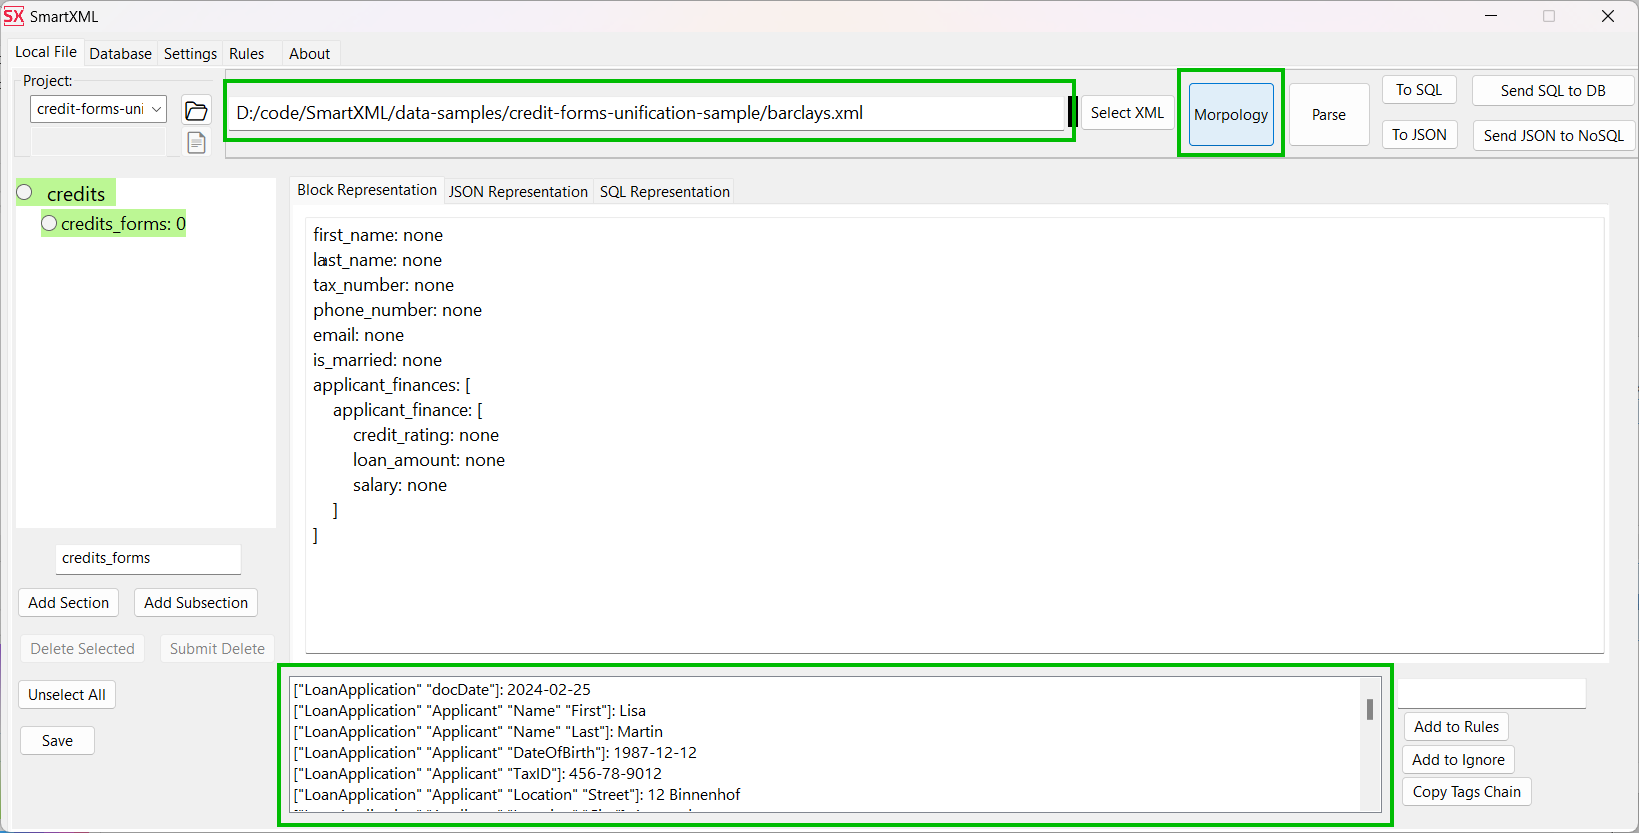 SX SmartXML
Local File Database Settings Rules About
Project:
credit-forms-uni
D:/code/SmartXML/data-samples/credit-forms-unification-sample/barclays.xml
Select XML
Morpology
Parse
To SQL
Send SQL to DB
To JSON
Send JSON to NoSQL
credits
credits_forms: 0
Block Representation JSON Representation SQL Representation
first_name: none
last_name: none
tax_number: none
phone_number: none
email: none
is_married: none
applicant_finances: [
applicant_finance: [
credit_rating: none
loan_amount: none
salary: none
]
]
credits_forms
Add Section Add Subsection
Delete Selected Submit Delete
Unselect All
Save
["LoanApplication" "docDate"]: 2024-02-25
["LoanApplication" "Applicant" "Name" "First"]: Lisa
["LoanApplication" "Applicant" "Name" "Last"]: Martin
["LoanApplication" "Applicant" "DateOfBirth"]: 1987-12-12
["LoanApplication" "Applicant" "TaxID"]: 456-78-9012
["LoanApplication" "Applicant" "Location" "Street"]: 12 Binnenhof
Add to Rules
Add to Ignore
Copy Tags Chain